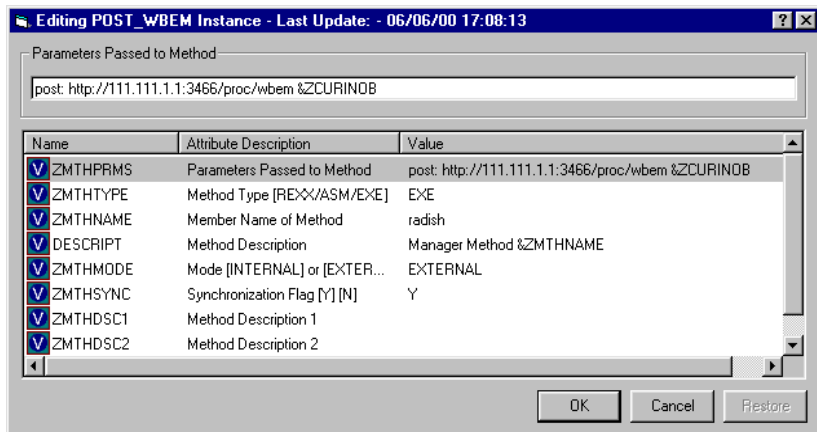 Editing POST_WBEM Instance - Last Update: - 06/06/00 17:08:13
Parameters Passed to Method
post: http://111.111.1.1:3466/proc/wbem &ZCURINOB
Name Attribute Description Value
V ZMTHPRMS Parameters Passed to Method post: http://111.111.1.1:3466/proc/wbem &ZCURINOB
V ZMTHTYPE Method Type [REXX/ASM/EXE] EXE
V ZMTHNAME Member Name of Method radish
V DESCRIPT Method Description Manager Method &ZMTHNAME
V ZMTHMODE Mode [INTERNAL] or [EXTER... EXTERNAL
V ZMTHSYNC Synchronization Flag [Y] [N] Y
V ZMTHDSC1 Method Description 1
V ZMTHDSC2 Method Description 2
OK Cancel Restore